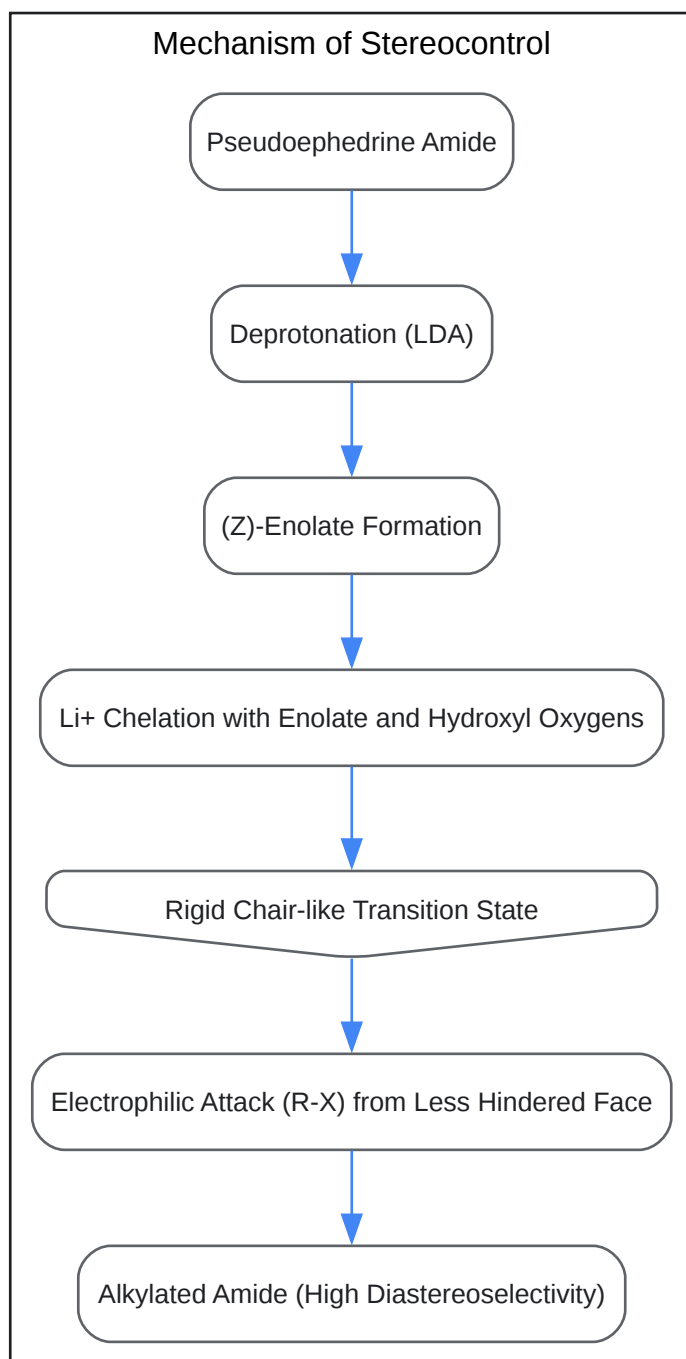 Mechanism of Stereocontrol
Pseudoephedrine Amide
Deprotonation (LDA)
(Z)-Enolate Formation
Li+ Chelation with Enolate and Hydroxyl Oxygens
Rigid Chair-like Transition State
Electrophilic Attack (R-X) from Less Hindered Face
Alkylated Amide (High Diastereoselectivity)